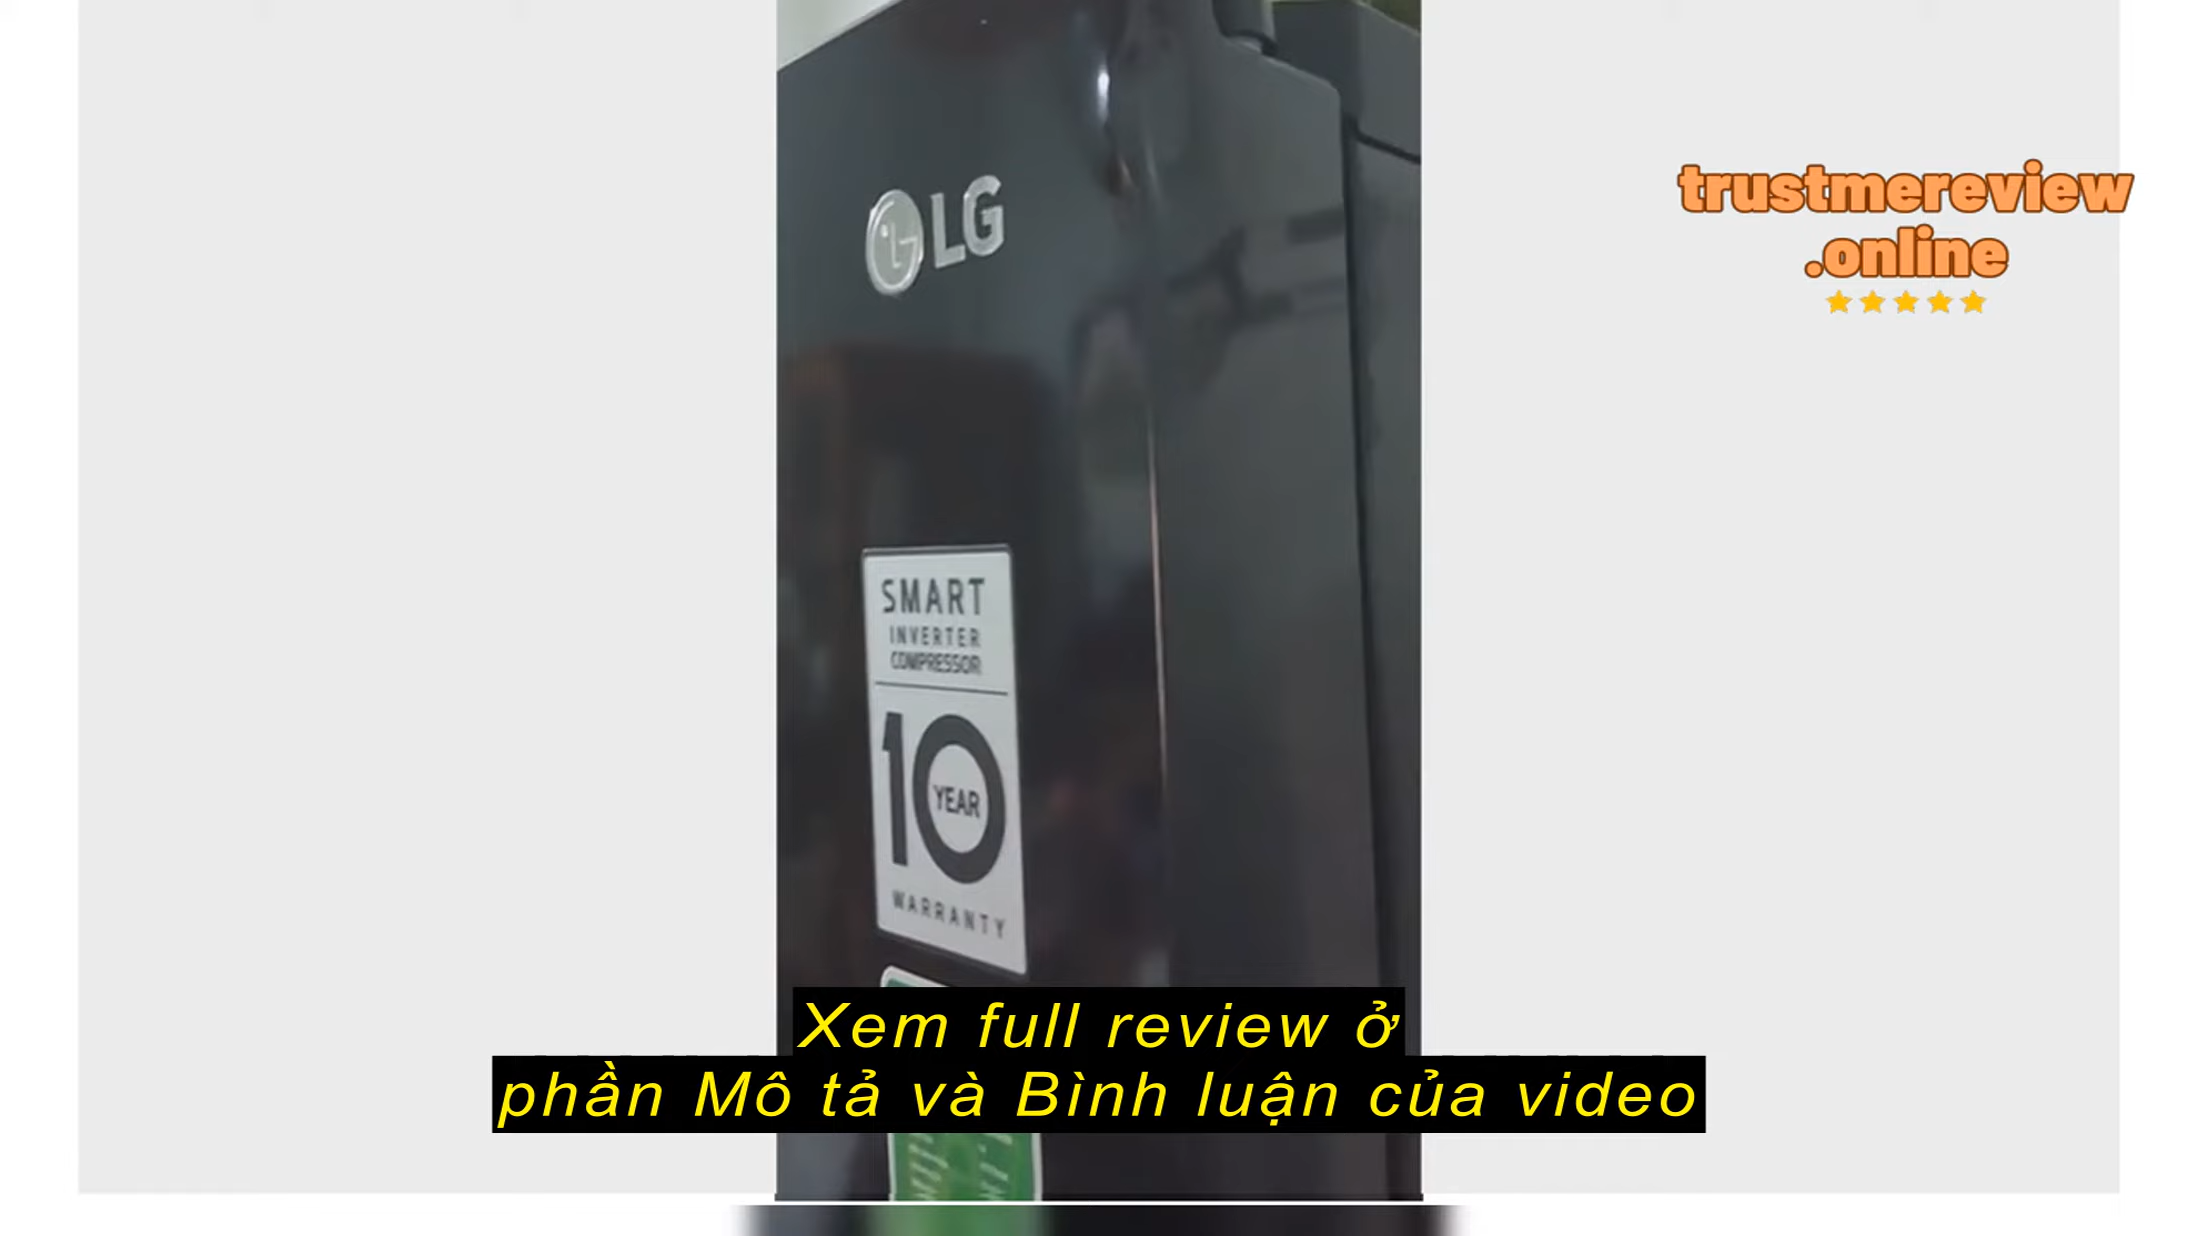 LG
trustmereview
.online
SMART
INVERTER
COMPRESSOR
10
YEAR
WARRANTY
Xem full review ở
phần Mô tả và Bình luận của video